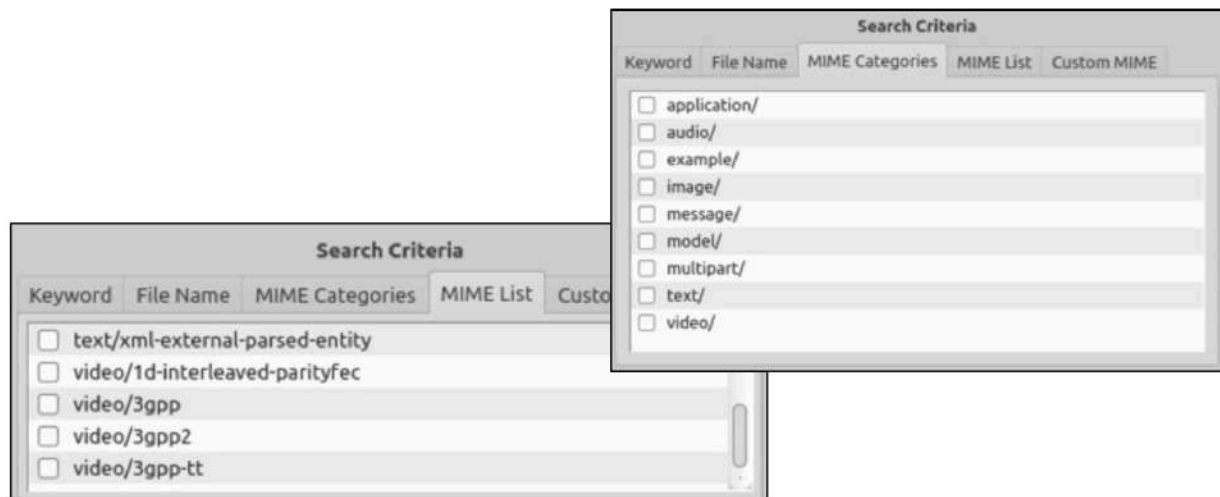 Search Criteria
Keyword File Name MIME Categories MIME List Custom MIME
application/
audio/
example/
image/
message/
model/
multipart/
text/
video/
Search Criteria
Keyword File Name MIME Categories MIME List Custo
text/xml-external-parsed-entity
video/1d-interleaved-parityfec
video/3gpp
video/3gpp2
video/3gpp-tt